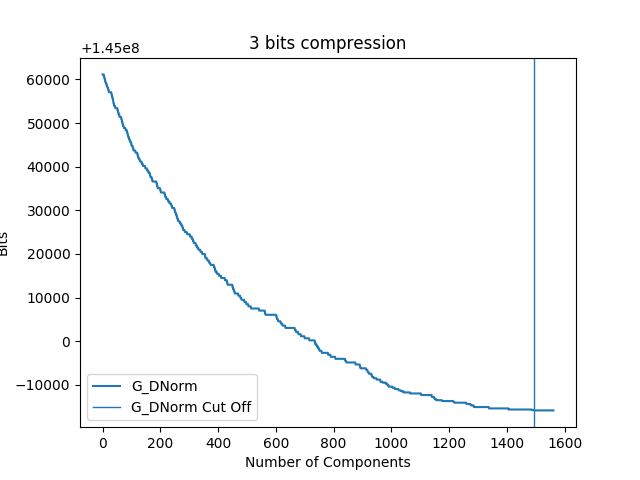 3 bits compression
+1.45e8
60000
50000
40000
30000
20000
10000
0
−10000
Bits
G_DNorm
G_DNorm Cut Off
0 200 400 600 800 1000 1200 1400 1600
Number of Components